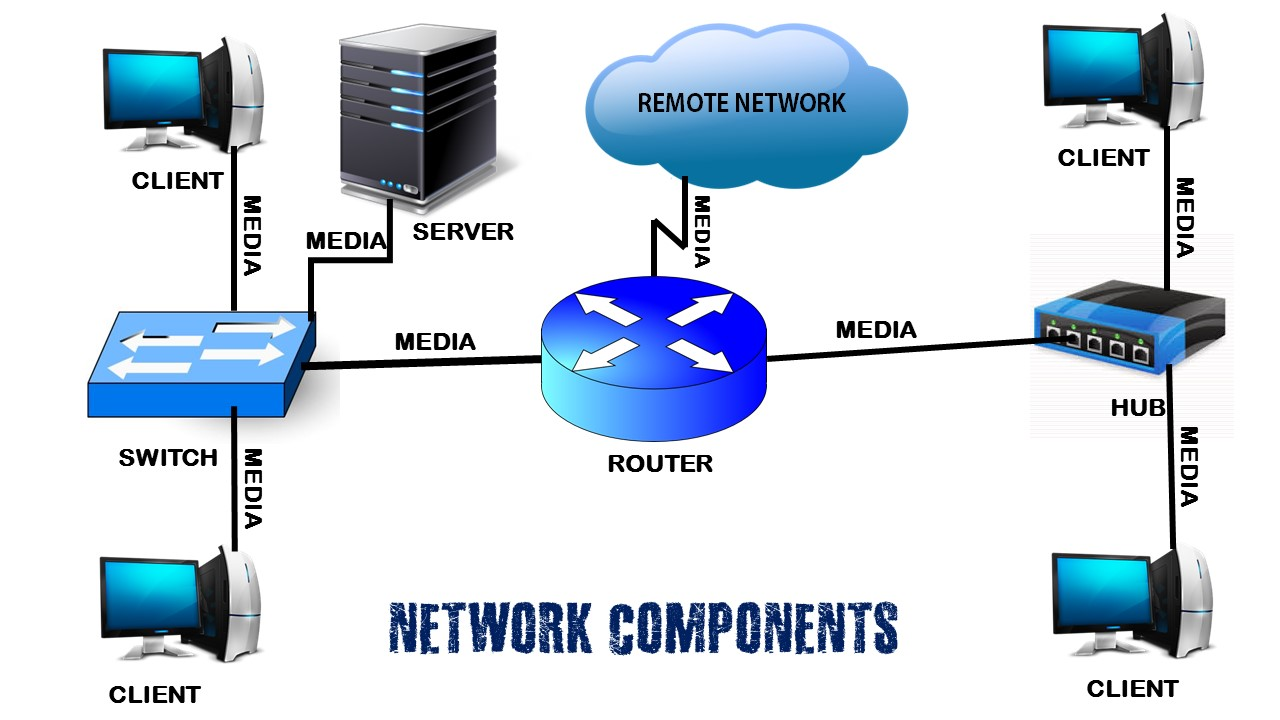 REMOTE NETWORK
CLIENT
CLIENT
MEDIA
MEDIA
SERVER
MEDIA
MEDIA
MEDIA
MEDIA
HUB
SWITCH
MEDIA
ROUTER
MEDIA
NETWORK COMPONENTS
CLIENT
CLIENT